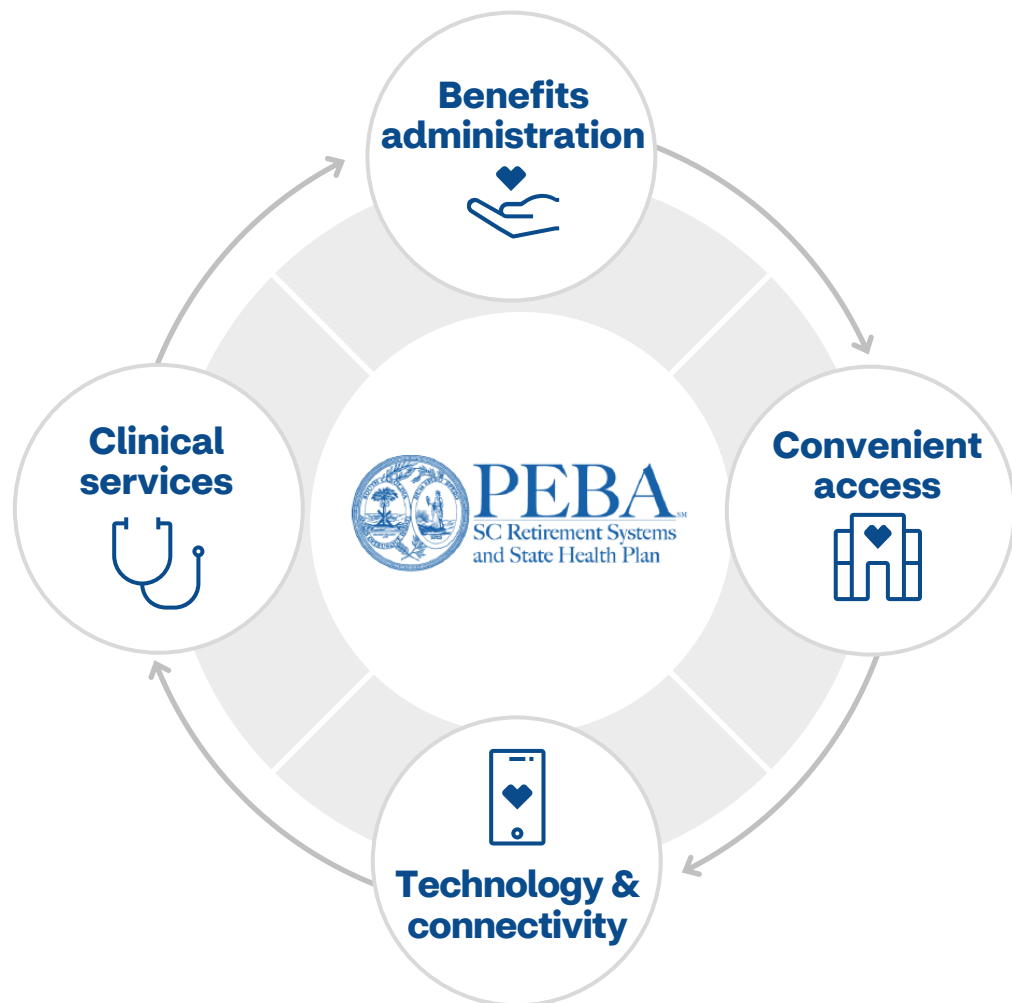 Benefits
administration
Clinical
services
PEBA
SM
SC Retirement Systems
and State Health Plan
Convenient
access
Technology &
connectivity